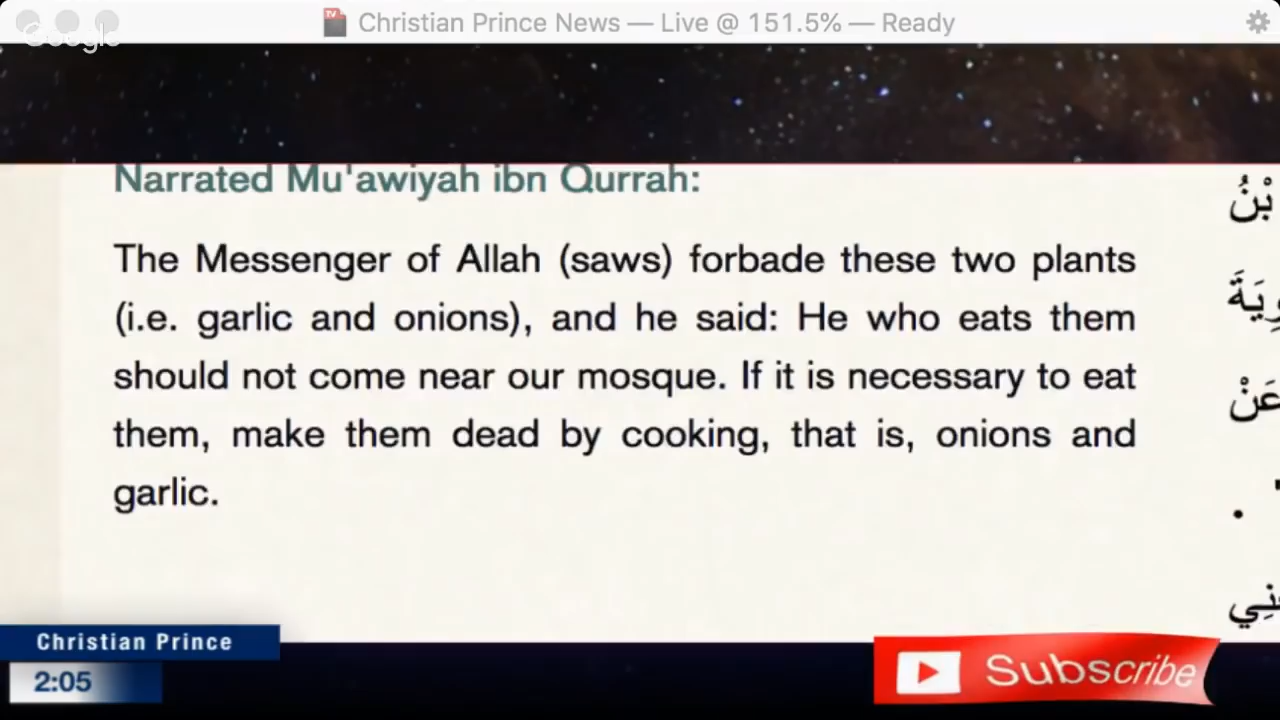 Christian Prince News — Live @ 151.5% — Ready
Google
Narrated Mu'awiyah ibn Qurrah:
The Messenger of Allah (saws) forbade these two plants
(i.e. garlic and onions), and he said: He who eats them
should not come near our mosque. If it is necessary to eat
them, make them dead by cooking, that is, onions and
garlic.
عَنْ
Christian Prince
2:05
Subscribe